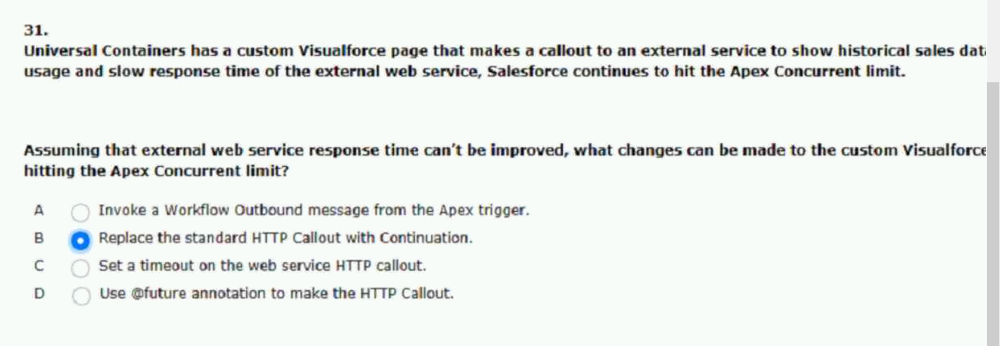 31.
Universal Containers has a custom Visualforce page that makes a callout to an external service to show historical sales dat
usage and slow response time of the external web service, Salesforce continues to hit the Apex Concurrent limit.
Assuming that external web service response time can't be improved, what changes can be made to the custom Visualforce
hitting the Apex Concurrent limit?
A Invoke a Workflow Outbound message from the Apex trigger.
B Replace the standard HTTP Callout with Continuation.
C Set a timeout on the web service HTTP callout.
D Use @future annotation to make the HTTP Callout.